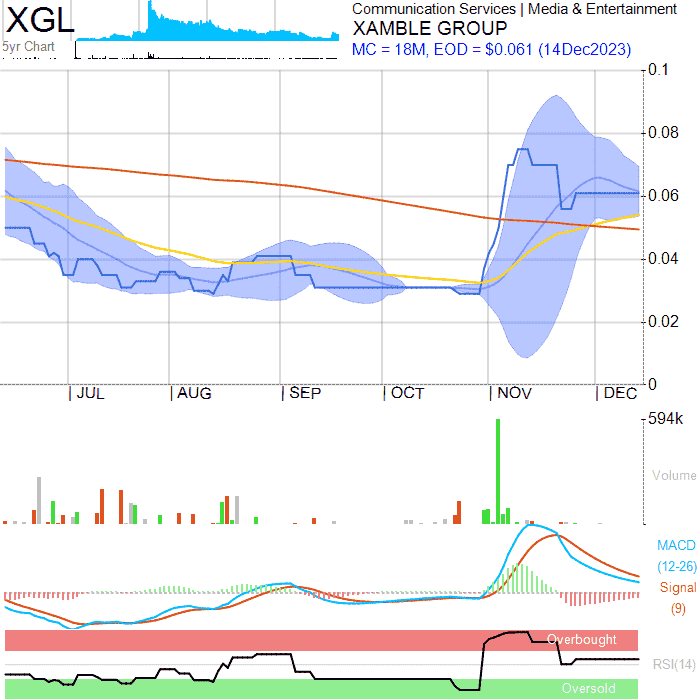 XGL
5yr Chart
Communication Services | Media & Entertainment
XAMBLE GROUP
MC = 18M, EOD = $0.061 (14Dec2023)
0.1
0.08
0.06
0.04
0.02
0
JUL AUG SEP OCT NOV DEC
594k
Volume
MACD
(12-26)
Signal
(9)
Overbought
RSI(14)
Oversold